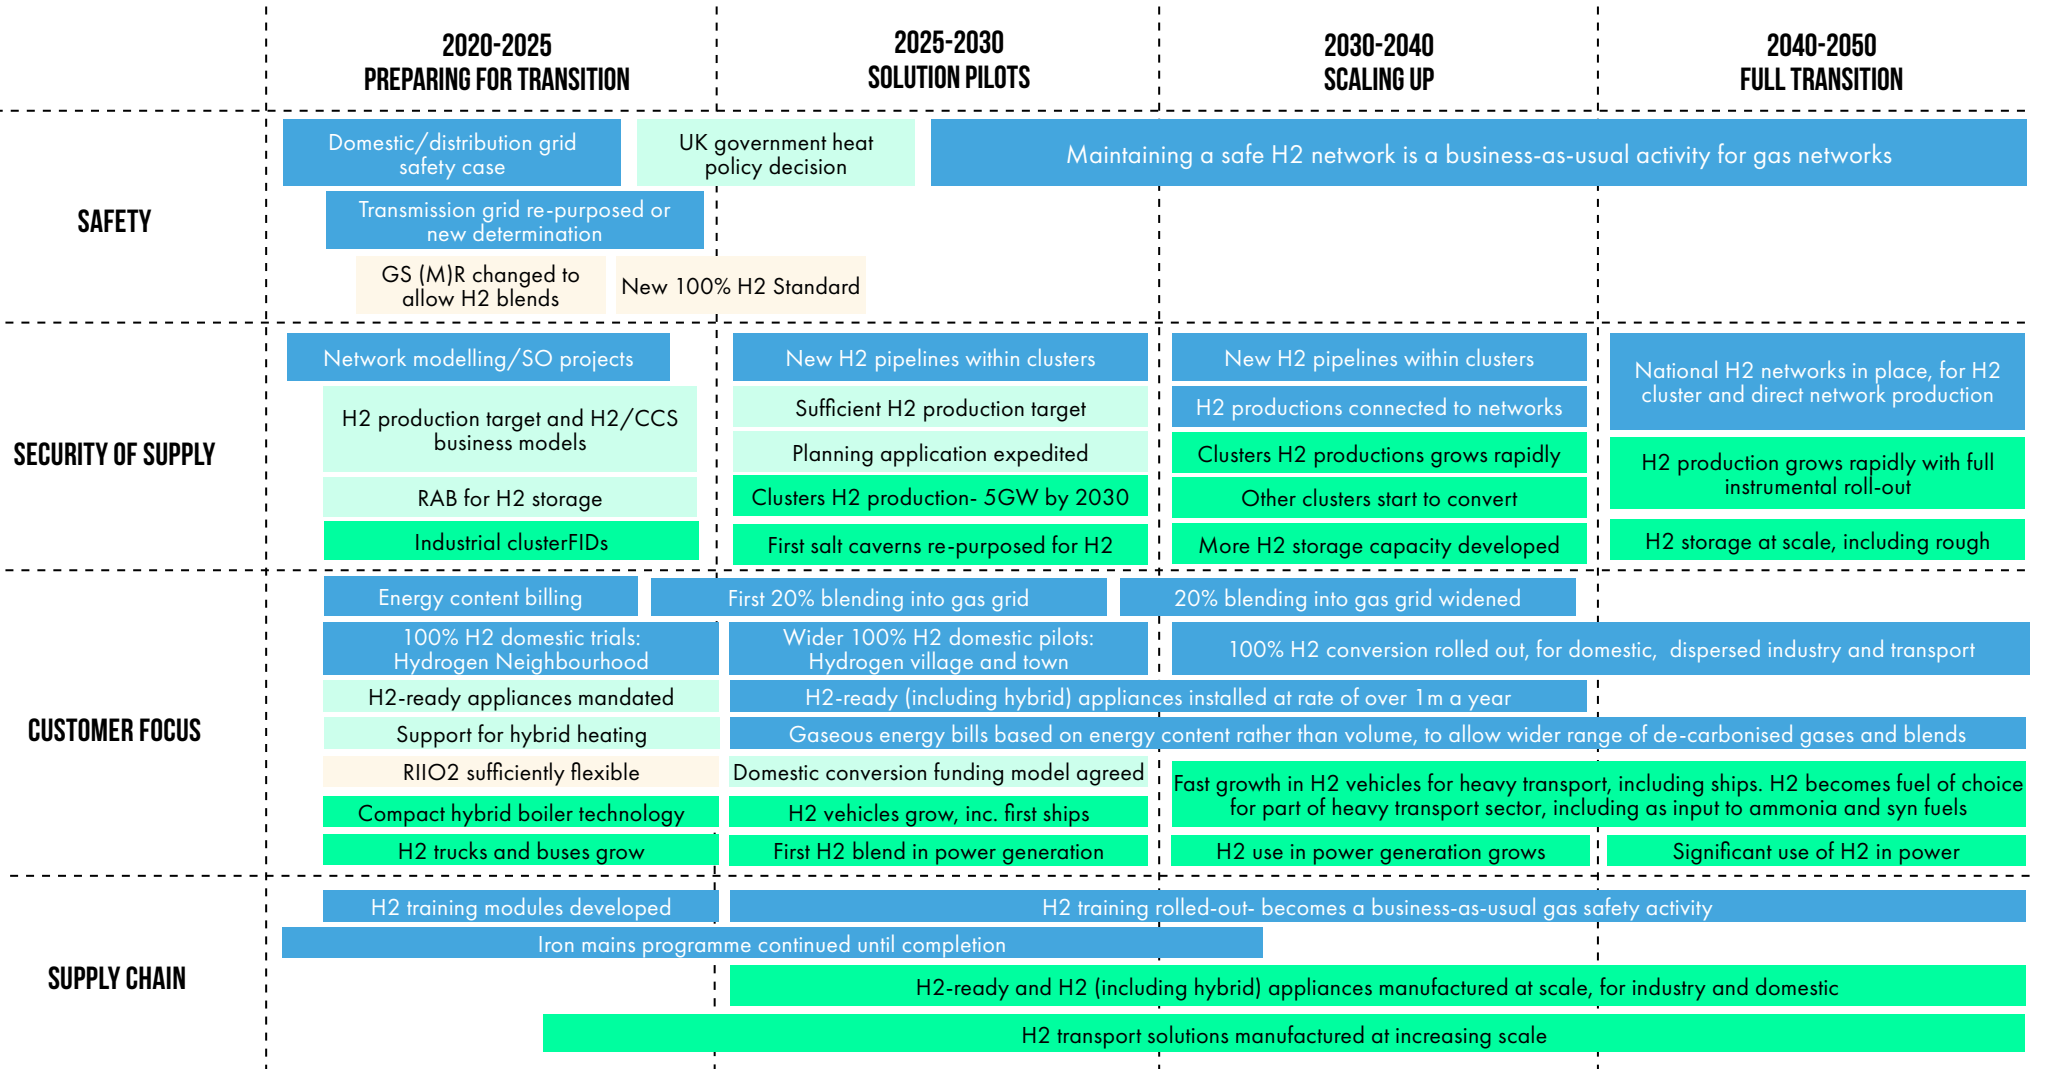 2020-2025
PREPARING FOR TRANSITION
2025-2030
SOLUTION PILOTS
2030-2040
SCALING UP
2040-2050
FULL TRANSITION
SAFETY
Domestic/distribution grid
safety case
UK government heat
policy decision
Maintaining a safe H2 network is a business-as-usual activity for gas networks
Transmission grid re-purposed or
new determination
GS (M)R changed to
allow H2 blends
New 100% H2 Standard
SECURITY OF SUPPLY
Network modelling/SO projects
H2 production target and H2/CCS
business models
RAB for H2 storage
Industrial clusterFIDs
New H2 pipelines within clusters
Sufficient H2 production target
Planning application expedited
Clusters H2 production- 5GW by 2030
First salt caverns re-purposed for H2
New H2 pipelines within clusters
H2 productions connected to networks
Clusters H2 productions grows rapidly
Other clusters start to convert
More H2 storage capacity developed
National H2 networks in place, for H2
cluster and direct network production
H2 production grows rapidly with full
instrumental roll-out
H2 storage at scale, including rough
CUSTOMER FOCUS
Energy content billing
First 20% blending into gas grid
20% blending into gas grid widened
100% H2 domestic trials:
Hydrogen Neighbourhood
Wider 100% H2 domestic pilots:
Hydrogen village and town
100% H2 conversion rolled out, for domestic, dispersed industry and transport
H2-ready appliances mandated
H2-ready (including hybrid) appliances installed at rate of over 1m a year
Support for hybrid heating
Gaseous energy bills based on energy content rather than volume, to allow wider range of de-carbonised gases and blends
RIIO2 sufficiently flexible
Domestic conversion funding model agreed
Fast growth in H2 vehicles for heavy transport, including ships. H2 becomes fuel of choice
for part of heavy transport sector, including as input to ammonia and syn fuels
Compact hybrid boiler technology
H2 vehicles grow, inc. first ships
H2 trucks and buses grow
First H2 blend in power generation
H2 use in power generation grows
Significant use of H2 in power
SUPPLY CHAIN
H2 training modules developed
H2 training rolled-out- becomes a business-as-usual gas safety activity
Iron mains programme continued until completion
H2-ready and H2 (including hybrid) appliances manufactured at scale, for industry and domestic
H2 transport solutions manufactured at increasing scale